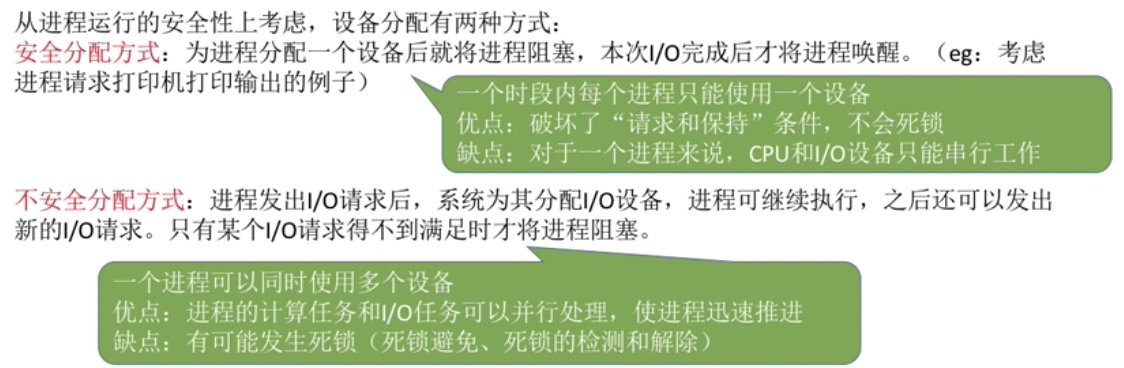 从进程运行的安全性上考虑，设备分配有两种方式：
安全分配方式：为进程分配一个设备后就将进程阻塞，本次I/O完成后才将进程唤醒。（eg：考虑
进程请求打印机打印输出的例子）
一个时段内每个进程只能使用一个设备
优点：破坏了“请求和保持”条件，不会死锁
缺点：对于一个进程来说，CPU和I/O设备只能串行工作
不安全分配方式：进程发出I/O请求后，系统为其分配I/O设备，进程可继续执行，之后还可以发出
新的I/O请求。只有某个I/O请求得不到满足时才将进程阻塞。
一个进程可以同时使用多个设备
优点：进程的计算任务和I/O任务可以并行处理，使进程迅速推进
缺点：有可能发生死锁（死锁避免、死锁的检测和解除）